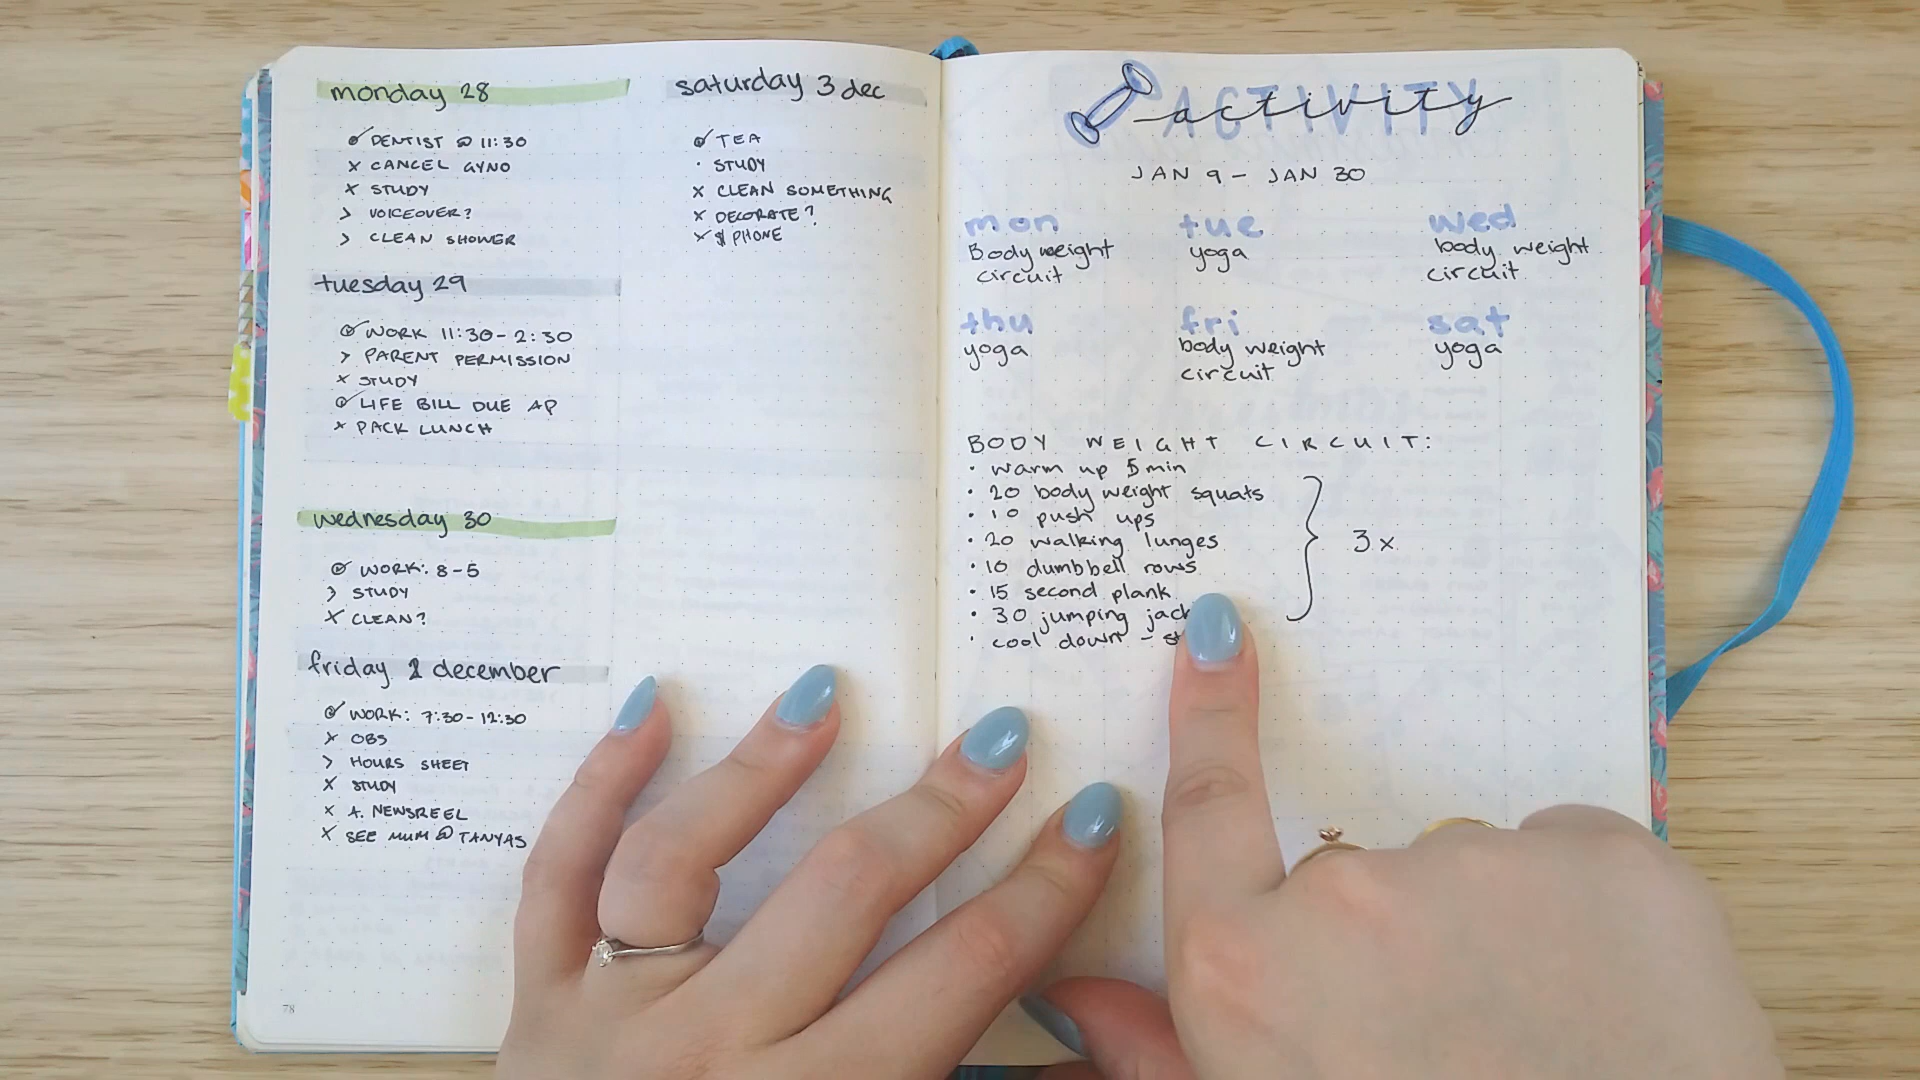 monday 28
DENTIST @ 11:30
x CANCEL GYNO
x STUDY
> VOICEOVER?
> CLEAN SHOWER
tuesday 29
WORK 11:30-2:30
> PARENT PERMISSION
x STUDY
LIFE BILL DUE AP
x PACK LUNCH
wednesday 30
WORK: 8-5
> STUDY
x CLEAN?
friday 2 december
WORK: 7:30-12:30
x OBS
> HOURS SHEET
x STUDY
x A. NEWSREEL
x SEE MUM @ TANYAS
78
saturday 3 dec
TEA
· STUDY
x CLEAN SOMETHING
x DECORATE?
x $ PHONE
ACTIVITY
activity
JAN 9 - JAN 30
mon
Body weight
circuit
tue
yoga
wed
body weight
circuit
thu
yoga
fri
body weight
circuit
sat
yoga
BODY WEIGHT CIRCUIT:
· warm up 5 min
· 20 body weight squats
· 10 push ups
· 20 walking lunges
· 10 dumbbell rows
· 15 second plank
· 30 jumping jack
· cool down - st
3x